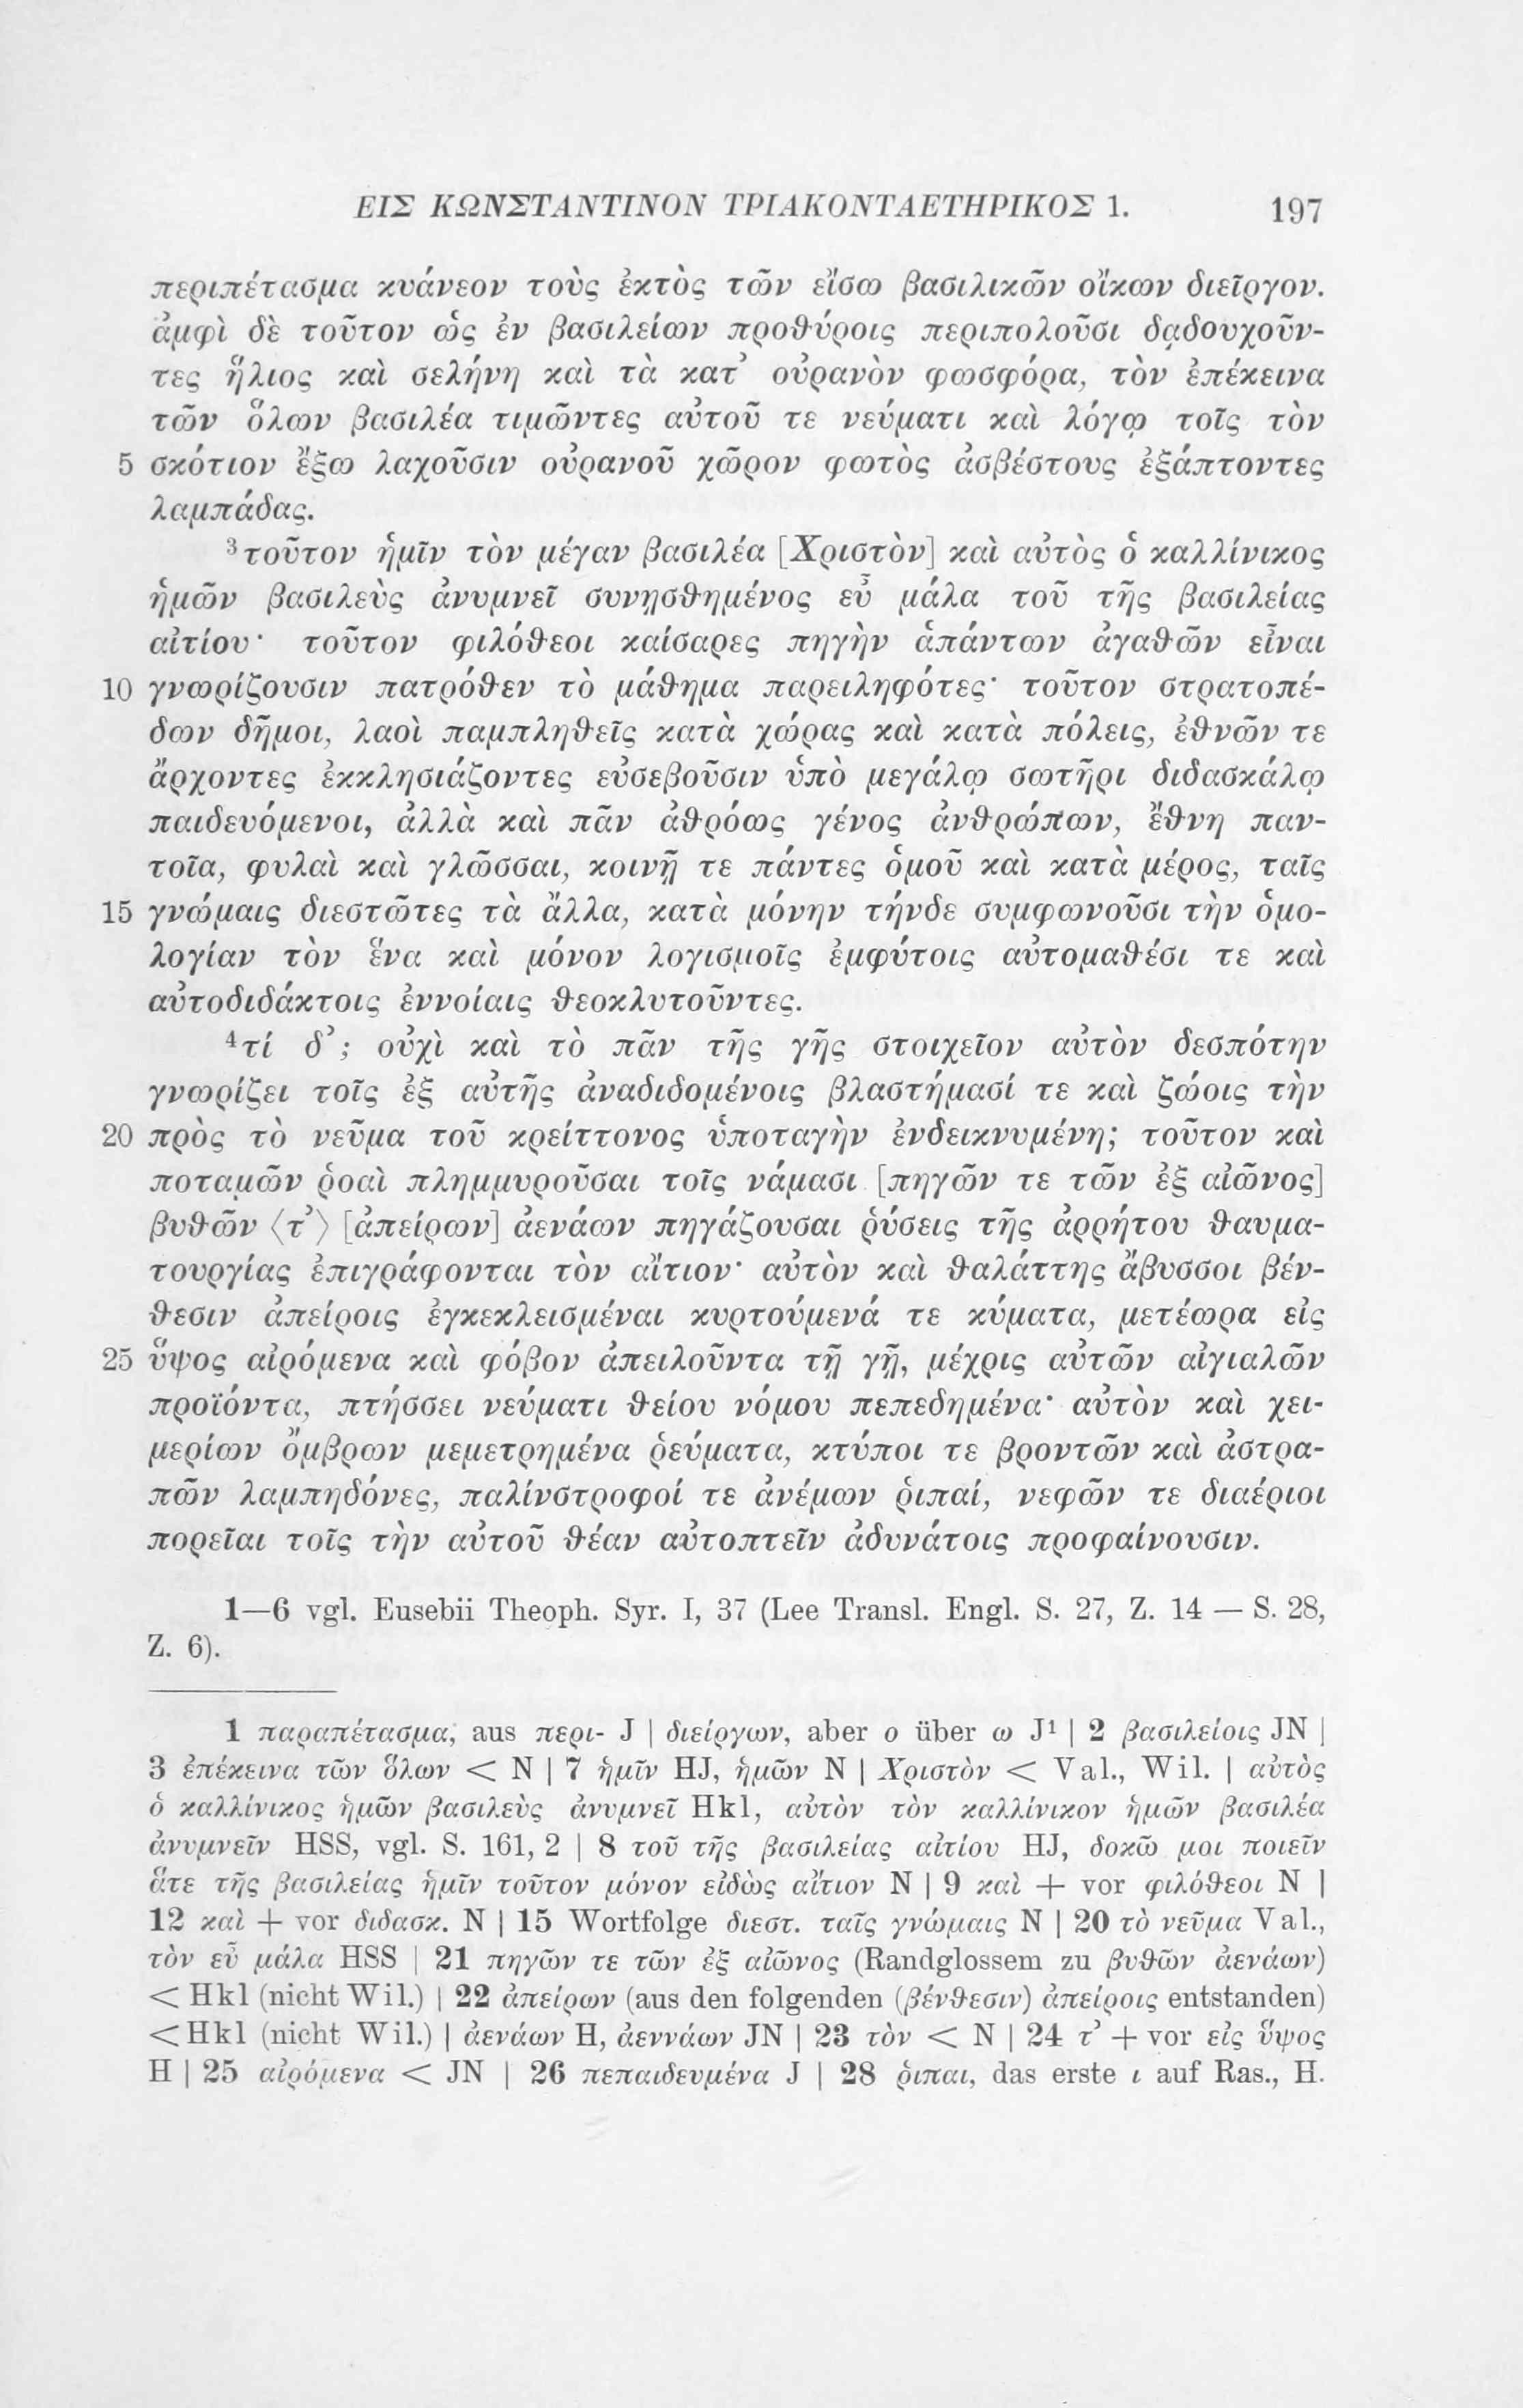 ΕΙΣ ΚΩΝΣΤΑΝΤΙΝΟΝ ΤΡΙΑΚΟΝΤΑΕΤΗΡΙΚΟΣ 1. 197
περιπέτασμα κυάνεον τοὺς ἐκτὸς τῶν εἴσω βασιλικῶν οἴκων διεῖργον.
ἀμφὶ δὲ τοῦτον ὡς ἐν βασιλείων προθύροις περιπολοῦσι δᾳδουχοῦν-
τες ἥλιος καὶ σελήνη καὶ τὰ κατ’ οὐρανὸν φωσφόρα, τὸν ἐπέκεινα
τῶν ὅλων βασιλέα τιμῶντες αὐτοῦ τε νεύματι καὶ λόγῳ τοῖς τὸν
5 σκότιον ἔξω λαχοῦσιν οὐρανοῦ χῶρον φωτὸς ἀσβέστους ἐξάπτοντες
λαμπάδας.
³τοῦτον ἡμῖν τὸν μέγαν βασιλέα [Χριστὸν] καὶ αὐτὸς ὁ καλλίνικος
ἡμῶν βασιλεὺς ἀνυμνεῖ συνῃσθημένος εὖ μάλα τοῦ τῆς βασιλείας
αἰτίου· τοῦτον φιλόθεοι καίσαρες πηγὴν ἁπάντων ἀγαθῶν εἶναι
10 γνωρίζουσιν πατρόθεν τὸ μάθημα παρειληφότες· τοῦτον στρατοπέ-
δων δῆμοι, λαοὶ παμπληθεῖς κατὰ χώρας καὶ κατὰ πόλεις, ἐθνῶν τε
ἄρχοντες ἐκκλησιάζοντες εὐσεβοῦσιν ὑπὸ μεγάλῳ σωτῆρι διδασκάλῳ
παιδευόμενοι, ἀλλὰ καὶ πᾶν ἀθρόως γένος ἀνθρώπων, ἔθνη παν-
τοῖα, φυλαὶ καὶ γλῶσσαι, κοινῇ τε πάντες ὁμοῦ καὶ κατὰ μέρος, ταῖς
15 γνώμαις διεστῶτες τὰ ἄλλα, κατὰ μόνην τήνδε συμφωνοῦσι τὴν ὁμο-
λογίαν τὸν ἕνα καὶ μόνον λογισμοῖς ἐμφύτοις αὐτομαθέσι τε καὶ
αὐτοδιδάκτοις ἐννοίαις θεοκλυτοῦντες.
⁴τί δ’; οὐχὶ καὶ τὸ πᾶν τῆς γῆς στοιχεῖον αὐτὸν δεσπότην
γνωρίζει τοῖς ἐξ αὐτῆς ἀναδιδομένοις βλαστήμασί τε καὶ ζώοις τὴν
20 πρὸς τὸ νεῦμα τοῦ κρείττονος ὑποταγὴν ἐνδεικνυμένη; τοῦτον καὶ
ποταμῶν ῥοαὶ πλημμυροῦσαι τοῖς νάμασι [πηγῶν τε τῶν ἐξ αἰῶνος]
βυθῶν ⟨τ’⟩ [ἀπείρων] ἀενάων πηγάζουσαι ῥύσεις τῆς ἀρρήτου θαυμα-
τουργίας ἐπιγράφονται τὸν αἴτιον· αὐτὸν καὶ θαλάττης ἄβυσσοι βέν-
θεσιν ἀπείροις ἐγκεκλεισμέναι κυρτούμενά τε κύματα, μετέωρα εἰς
25 ὕψος αἰρόμενα καὶ φόβον ἀπειλοῦντα τῇ γῇ, μέχρις αὐτῶν αἰγιαλῶν
προϊόντα, πτήσσει νεύματι θείου νόμου πεπεδημένα· αὐτὸν καὶ χει-
μερίων ὄμβρων μεμετρημένα ῥεύματα, κτύποι τε βροντῶν καὶ ἀστρα-
πῶν λαμπηδόνες, παλίνστροφοί τε ἀνέμων ῥιπαί, νεφῶν τε διαέριοι
πορεῖαι τοῖς τὴν αὐτοῦ θέαν αὐτοπτεῖν ἀδυνάτοις προφαίνουσιν.
1—6 vgl. Eusebii Theoph. Syr. I, 37 (Lee Transl. Engl. S. 27, Z. 14 — S. 28,
Z. 6).
1 παραπέτασμα, aus περι- J | διείργων, aber ο über ω J¹ | 2 βασιλείοις JN |
3 ἐπέκεινα τῶν ὅλων < N | 7 ἡμῖν HJ, ἡμῶν N | Χριστὸν < Val., Wil. | αὐτὸς
ὁ καλλίνικος ἡμῶν βασιλεὺς ἀνυμνεῖ Hkl, αὐτὸν τὸν καλλίνικον ἡμῶν βασιλέα
ἀνυμνεῖν HSS, vgl. S. 161, 2 | 8 τοῦ τῆς βασιλείας αἰτίου HJ, δοκῶ μοι ποιεῖν
ἅτε τῆς βασιλείας ἡμῖν τοῦτον μόνον εἰδὼς αἴτιον N | 9 καὶ + vor φιλόθεοι N |
12 καὶ + vor διδασκ. N | 15 Wortfolge διεστ. ταῖς γνώμαις N | 20 τὸ νεῦμα Val.,
τὸν εὖ μάλα HSS | 21 πηγῶν τε τῶν ἐξ αἰῶνος (Randglossem zu βυθῶν ἀενάων)
< Hkl (nicht Wil.) | 22 ἀπείρων (aus den folgenden (βένθεσιν) ἀπείροις entstanden)
< Hkl (nicht Wil.) | ἀενάων H, ἀεννάων JN | 23 τὸν < N | 24 τ’ + vor εἰς ὕψος
H | 25 αἰρόμενα < JN | 26 πεπαιδευμένα J | 28 ῥιπαι, das erste ι auf Ras., H.